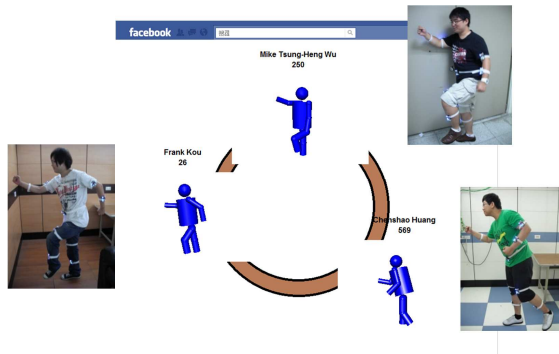 facebook
Mike Tsung-Heng Wu
250
Frank Kou
26
Chenshao Huang
569